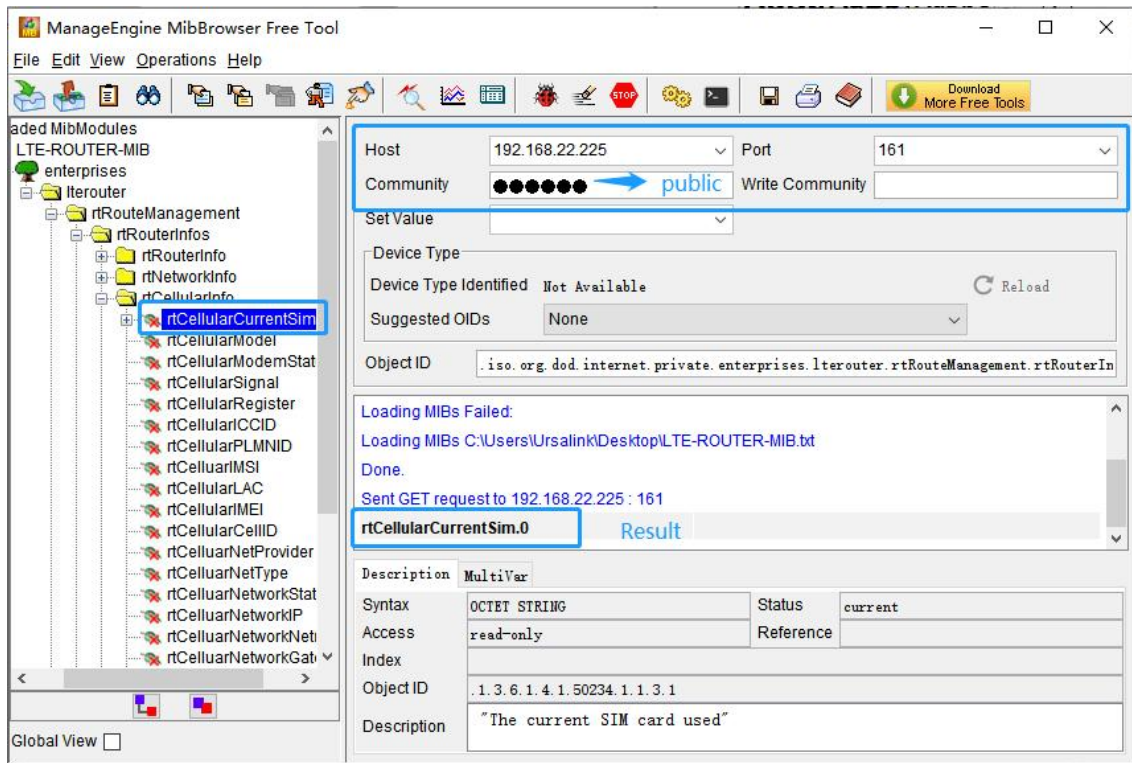 ManageEngine MibBrowser Free Tool
File Edit View Operations Help
STOP
Download
More Free Tools
aded MibModules
LTE-ROUTER-MIB
enterprises
lterouter
rtRouteManagement
rtRouterInfos
rtRouterInfo
rtNetworkInfo
rtCellularInfo
rtCellularCurrentSim
rtCellularModel
rtCellularModemStat
rtCellularSignal
rtCellularRegister
rtCellularICCID
rtCellularPLMNID
rtCelluarIMSI
rtCellularLAC
rtCellularIMEI
rtCellularCellID
rtCelluarNetProvider
rtCelluarNetType
rtCelluarNetworkStat
rtCelluarNetworkIP
rtCelluarNetworkNet
rtCelluarNetworkGat
Global View
Host 192.168.22.225 Port 161
Community ●●●●●● public Write Community
Set Value
Device Type
Device Type Identified Not Available Reload
Suggested OIDs None
Object ID .iso.org.dod.internet.private.enterprises.lterouter.rtRouteManagement.rtRouterIn
Loading MIBs Failed:
Loading MIBs C:\Users\Ursalink\Desktop\LTE-ROUTER-MIB.txt
Done.
Sent GET request to 192.168.22.225 : 161
rtCellularCurrentSim.0 Result
Description MultiVar
Syntax OCTET STRING Status current
Access read-only Reference
Index
Object ID .1.3.6.1.4.1.50234.1.1.3.1
Description "The current SIM card used"